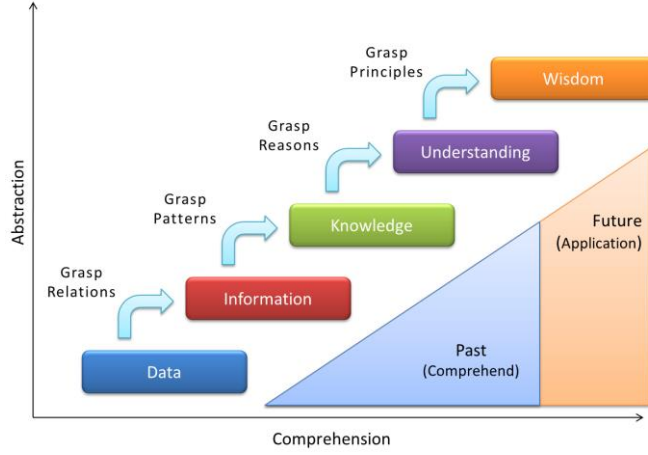 Grasp
Principles
Wisdom
Grasp
Reasons
Understanding
Grasp
Patterns
Knowledge
Grasp
Relations
Information
Data
Future
(Application)
Past
(Comprehend)
Abstraction
Comprehension